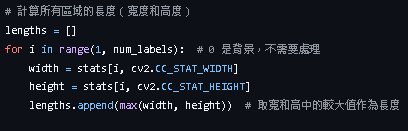 # 計算所有區域的長度（寬度和高度）
lengths = []
for i in range(1, num_labels):  # 0 是背景，不需要處理
    width = stats[i, cv2.CC_STAT_WIDTH]
    height = stats[i, cv2.CC_STAT_HEIGHT]
    lengths.append(max(width, height))  # 取寬和高中的較大值作為長度